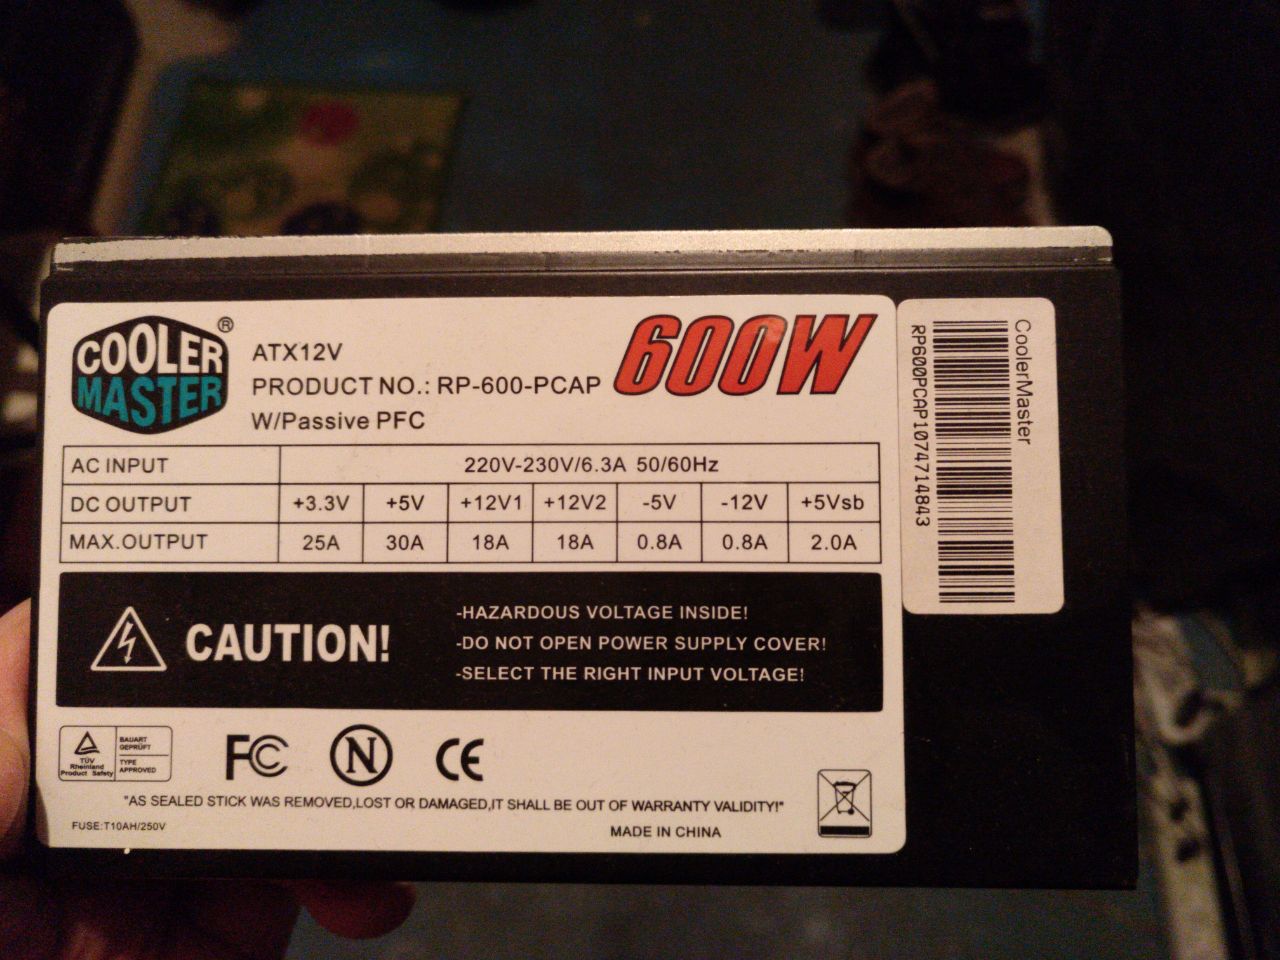 COOLER
MASTER
®
ATX12V
PRODUCT NO.: RP-600-PCAP
W/Passive PFC
600W
AC INPUT 220V-230V/6.3A 50/60Hz
DC OUTPUT +3.3V +5V +12V1 +12V2 -5V -12V +5Vsb
MAX.OUTPUT 25A 30A 18A 18A 0.8A 0.8A 2.0A
CAUTION!
-HAZARDOUS VOLTAGE INSIDE!
-DO NOT OPEN POWER SUPPLY COVER!
-SELECT THE RIGHT INPUT VOLTAGE!
TÜV
Rheinland
Product Safety
BAUART
GEPRÜFT
TYPE
APPROVED
FC
N
CE
"AS SEALED STICK WAS REMOVED,LOST OR DAMAGED,IT SHALL BE OUT OF WARRANTY VALIDITY!"
FUSE:T10AH/250V
MADE IN CHINA
CoolerMaster
RP600PCAP1074714843